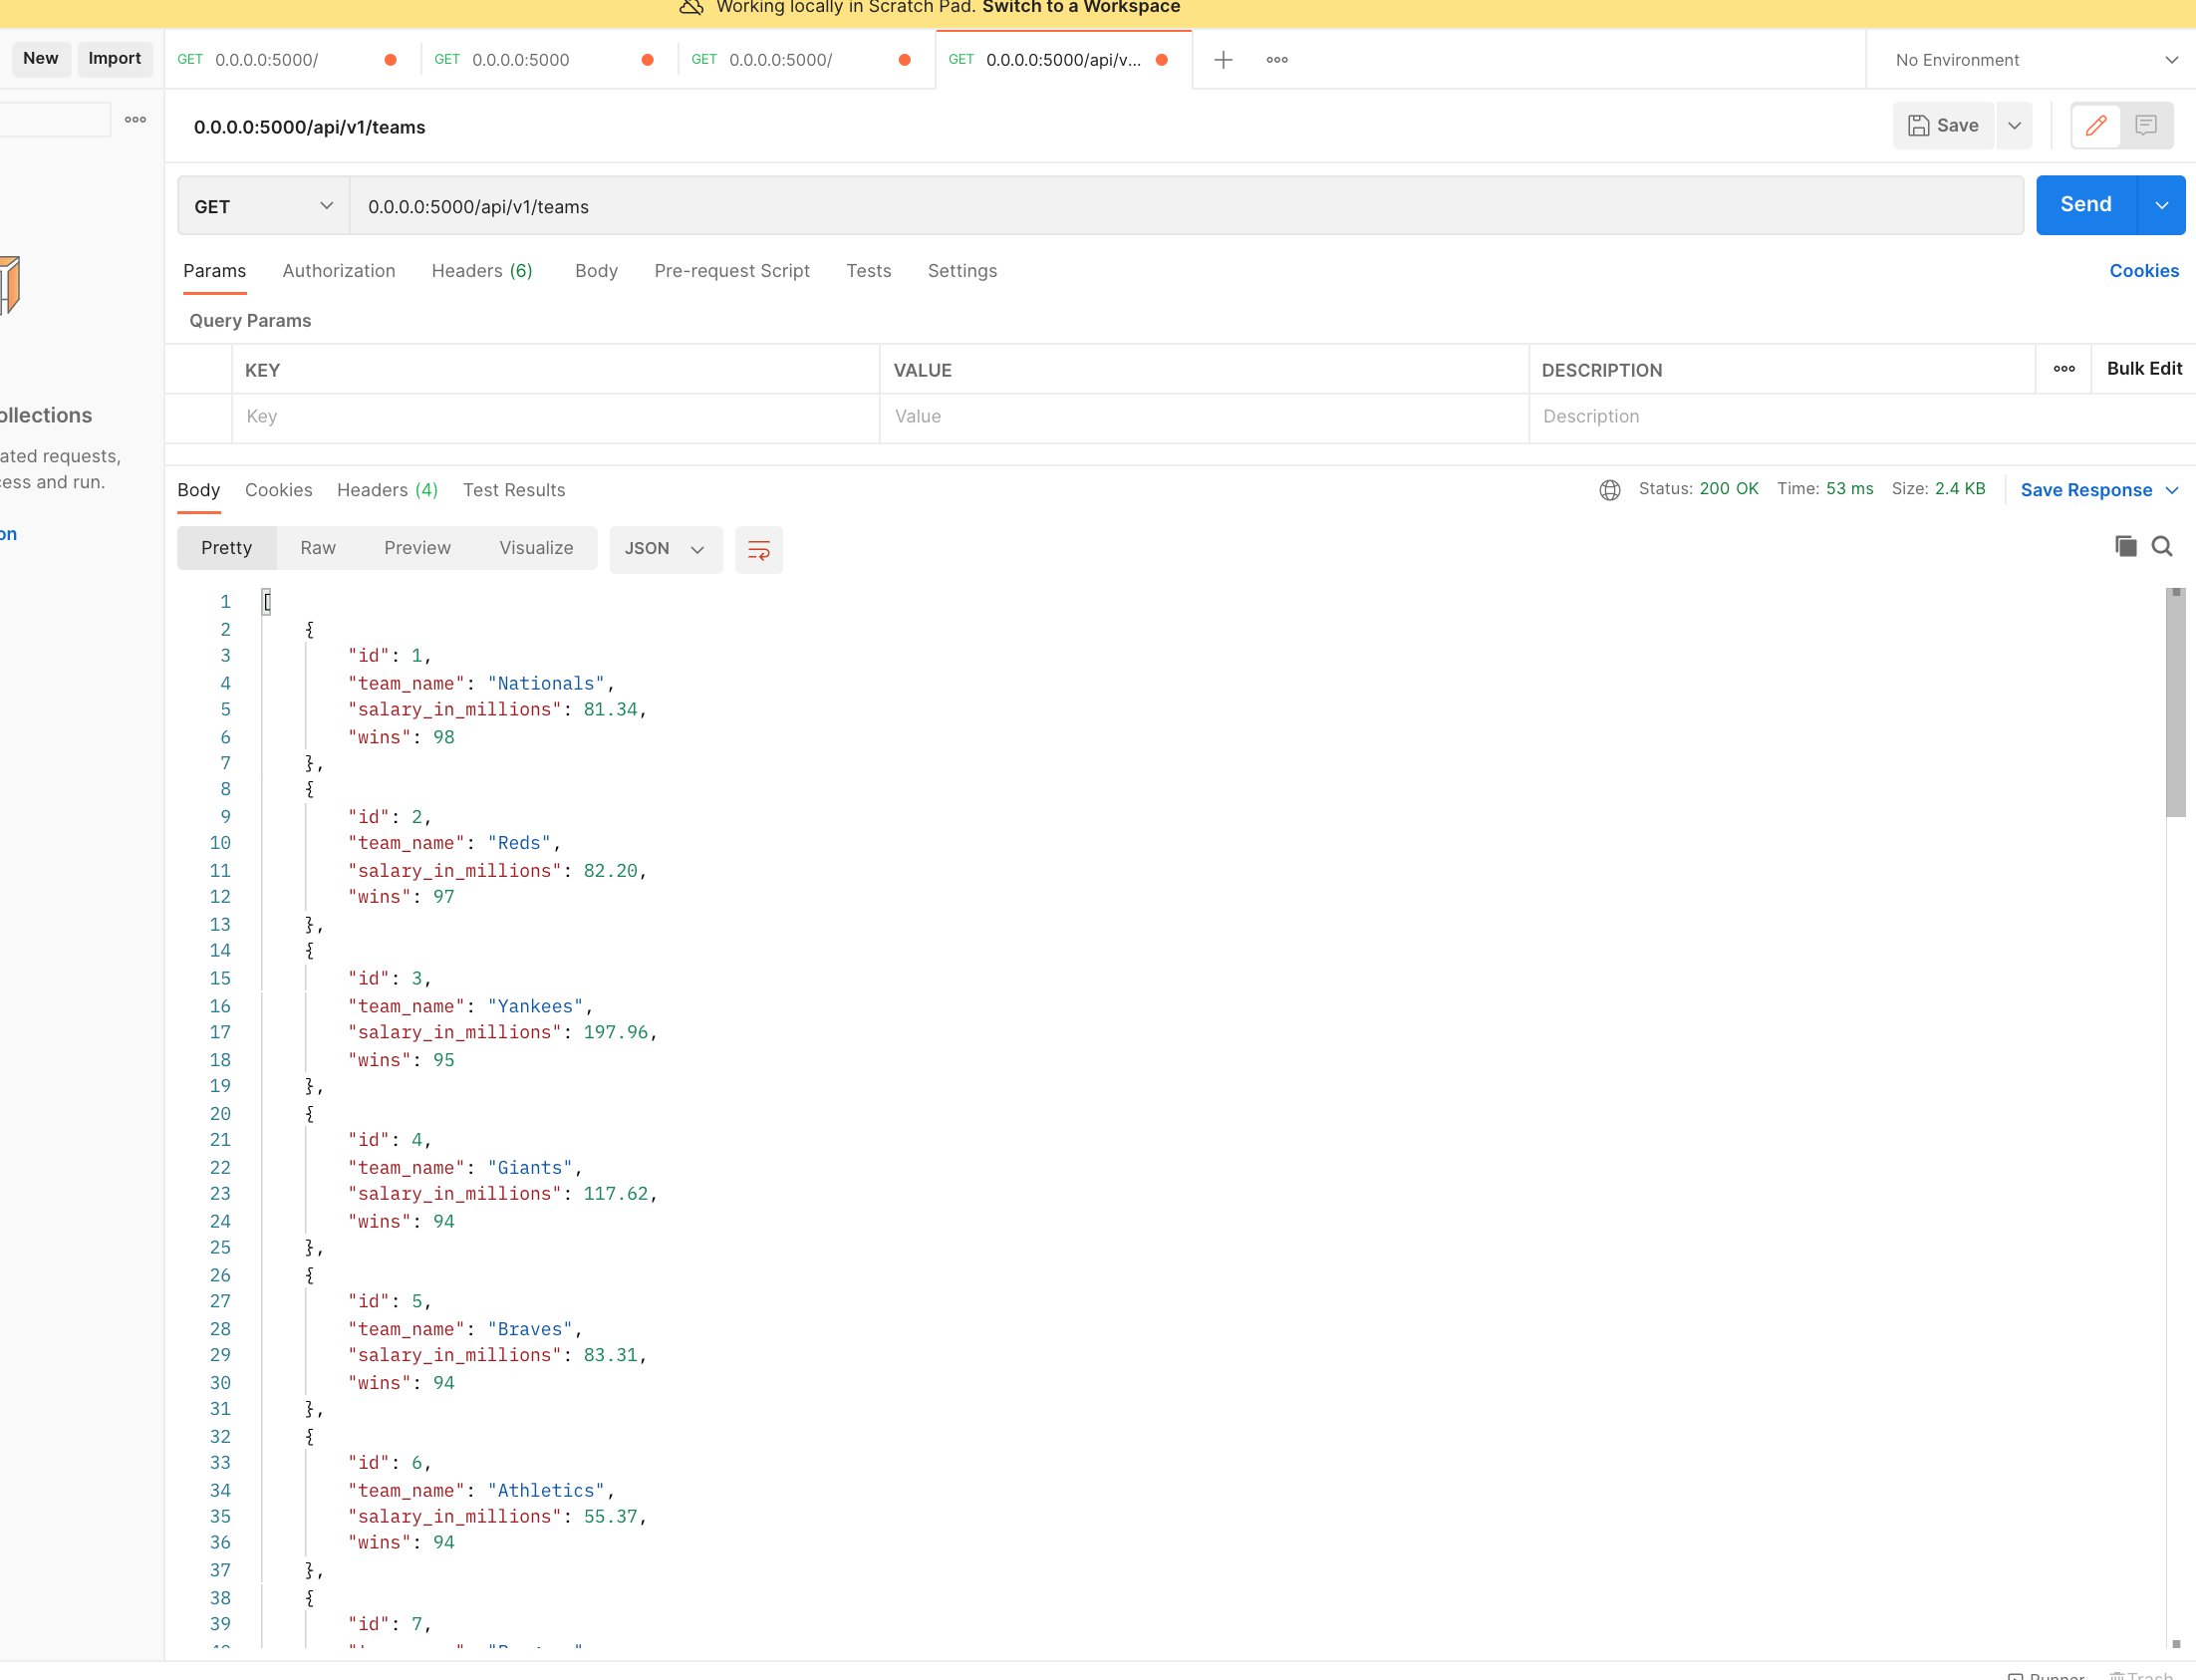 Working locally in Scratch Pad. Switch to a Workspace
New Import GET 0.0.0.0:5000/ GET 0.0.0.0:5000 GET 0.0.0.0:5000/ GET 0.0.0.0:5000/api/v... No Environment
0.0.0.0:5000/api/v1/teams Save
GET 0.0.0.0:5000/api/v1/teams Send
Params Authorization Headers (6) Body Pre-request Script Tests Settings Cookies
Query Params
KEY VALUE DESCRIPTION Bulk Edit
Key Value Description
ollections
ated requests,
cess and run.
on
Body Cookies Headers (4) Test Results Status: 200 OK Time: 53 ms Size: 2.4 KB Save Response
Pretty Raw Preview Visualize JSON
1 [
2 {
3 "id": 1,
4 "team_name": "Nationals",
5 "salary_in_millions": 81.34,
6 "wins": 98
7 },
8 {
9 "id": 2,
10 "team_name": "Reds",
11 "salary_in_millions": 82.20,
12 "wins": 97
13 },
14 {
15 "id": 3,
16 "team_name": "Yankees",
17 "salary_in_millions": 197.96,
18 "wins": 95
19 },
20 {
21 "id": 4,
22 "team_name": "Giants",
23 "salary_in_millions": 117.62,
24 "wins": 94
25 },
26 {
27 "id": 5,
28 "team_name": "Braves",
29 "salary_in_millions": 83.31,
30 "wins": 94
31 },
32 {
33 "id": 6,
34 "team_name": "Athletics",
35 "salary_in_millions": 55.37,
36 "wins": 94
37 },
38 {
39 "id": 7,
Runner Trash